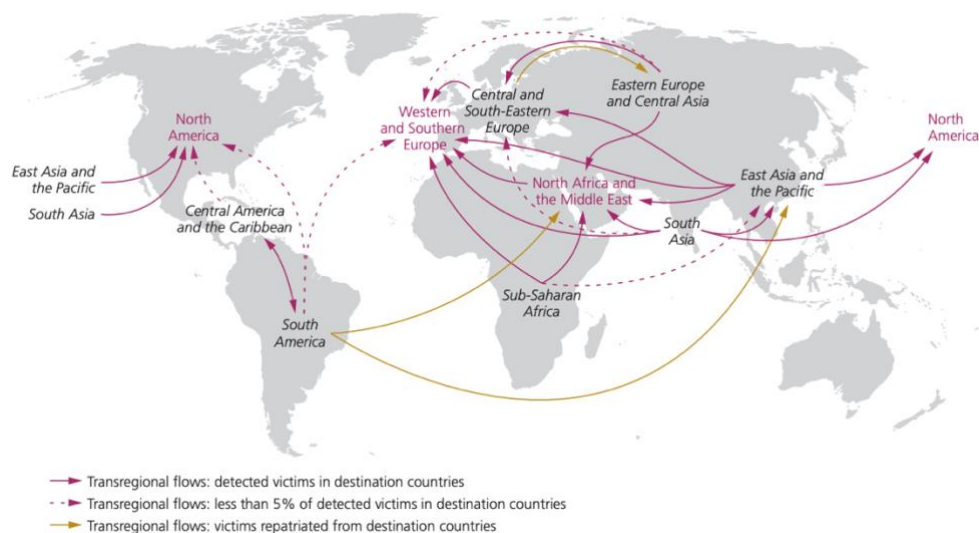 Eastern Europe
and Central Asia
Central and
South-Eastern
Europe
Western
and Southern
Europe
North
America
North
America
East Asia and
the Pacific
East Asia and
the Pacific
North Africa and
the Middle East
South Asia
Central America
and the Caribbean
South
Asia
Sub-Saharan
Africa
South
America
Transregional flows: detected victims in destination countries
Transregional flows: less than 5% of detected victims in destination countries
Transregional flows: victims repatriated from destination countries